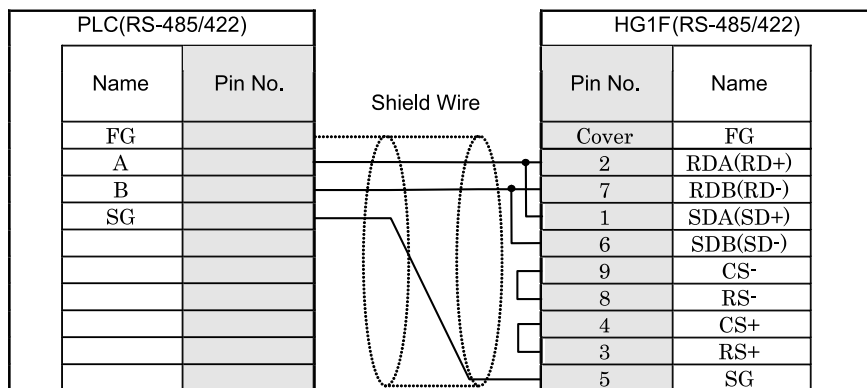 PLC(RS-485/422)
HG1F(RS-485/422)
Name Pin No. Shield Wire Pin No. Name
FG Cover FG
A 2 RDA(RD+)
B 7 RDB(RD-)
SG 1 SDA(SD+)
6 SDB(SD-)
9 CS-
8 RS-
4 CS+
3 RS+
5 SG